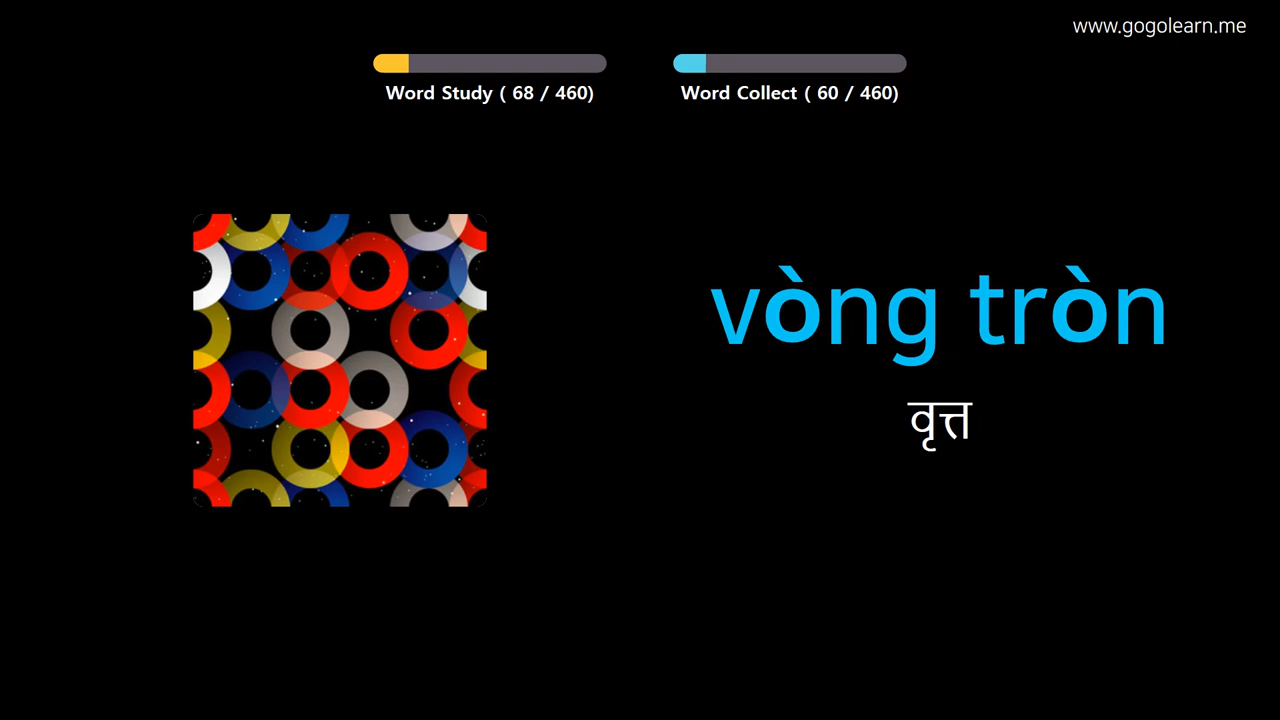 www.gogolearn.me
Word Study ( 68 / 460)
Word Collect ( 60 / 460)
vòng tròn
वृत्त